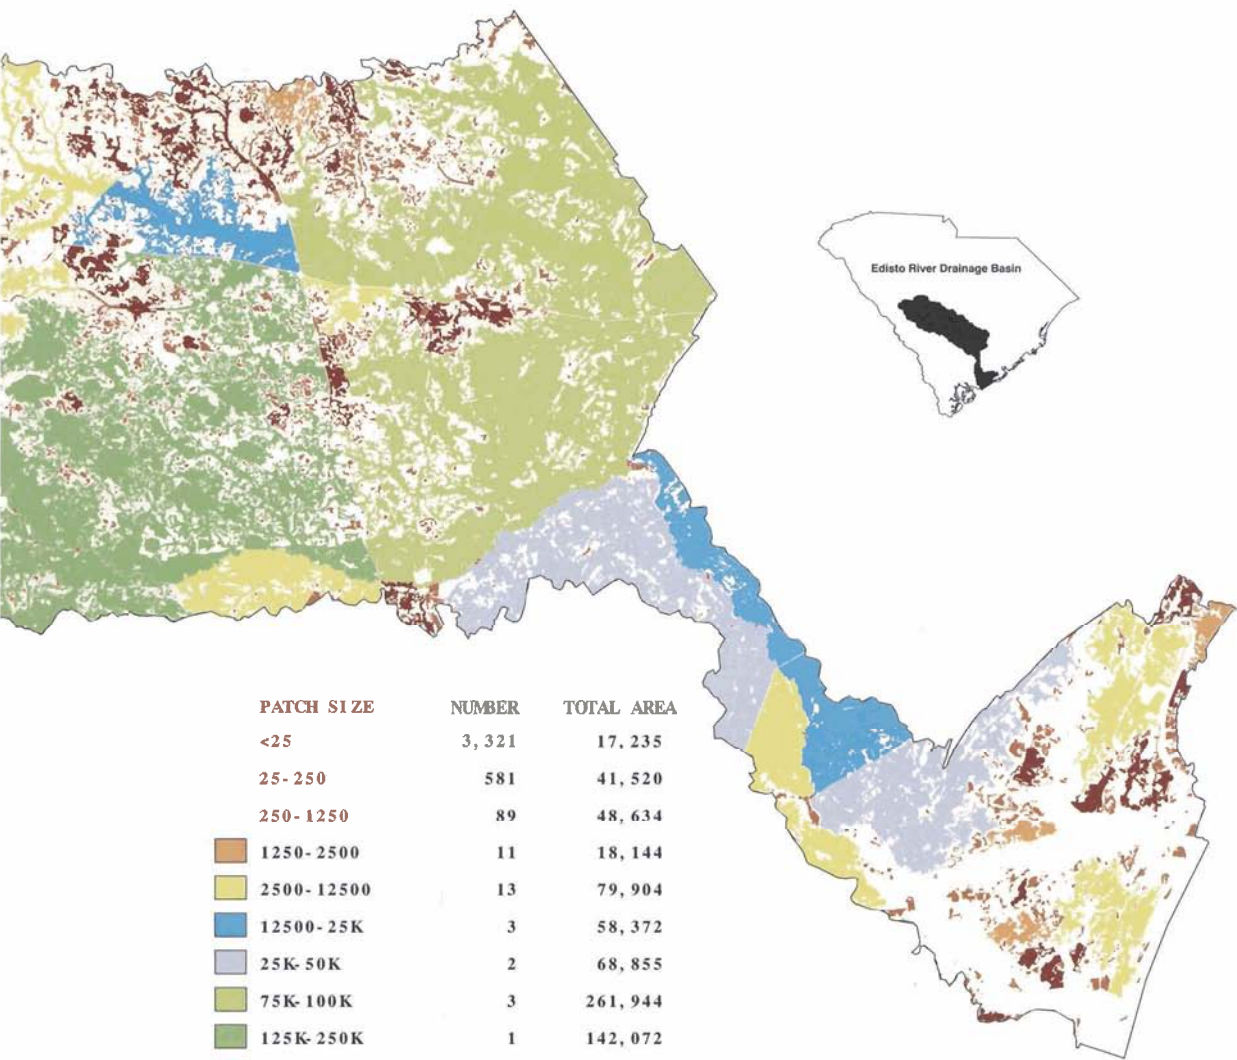 Edisto River Drainage Basin
PATCH SIZE NUMBER TOTAL AREA
<25 3,321 17,235
25-250 581 41,520
250-1250 89 48,634
1250-2500 11 18,144
2500-12500 13 79,904
12500-25K 3 58,372
25K-50K 2 68,855
75K-100K 3 261,944
125K-250K 1 142,072